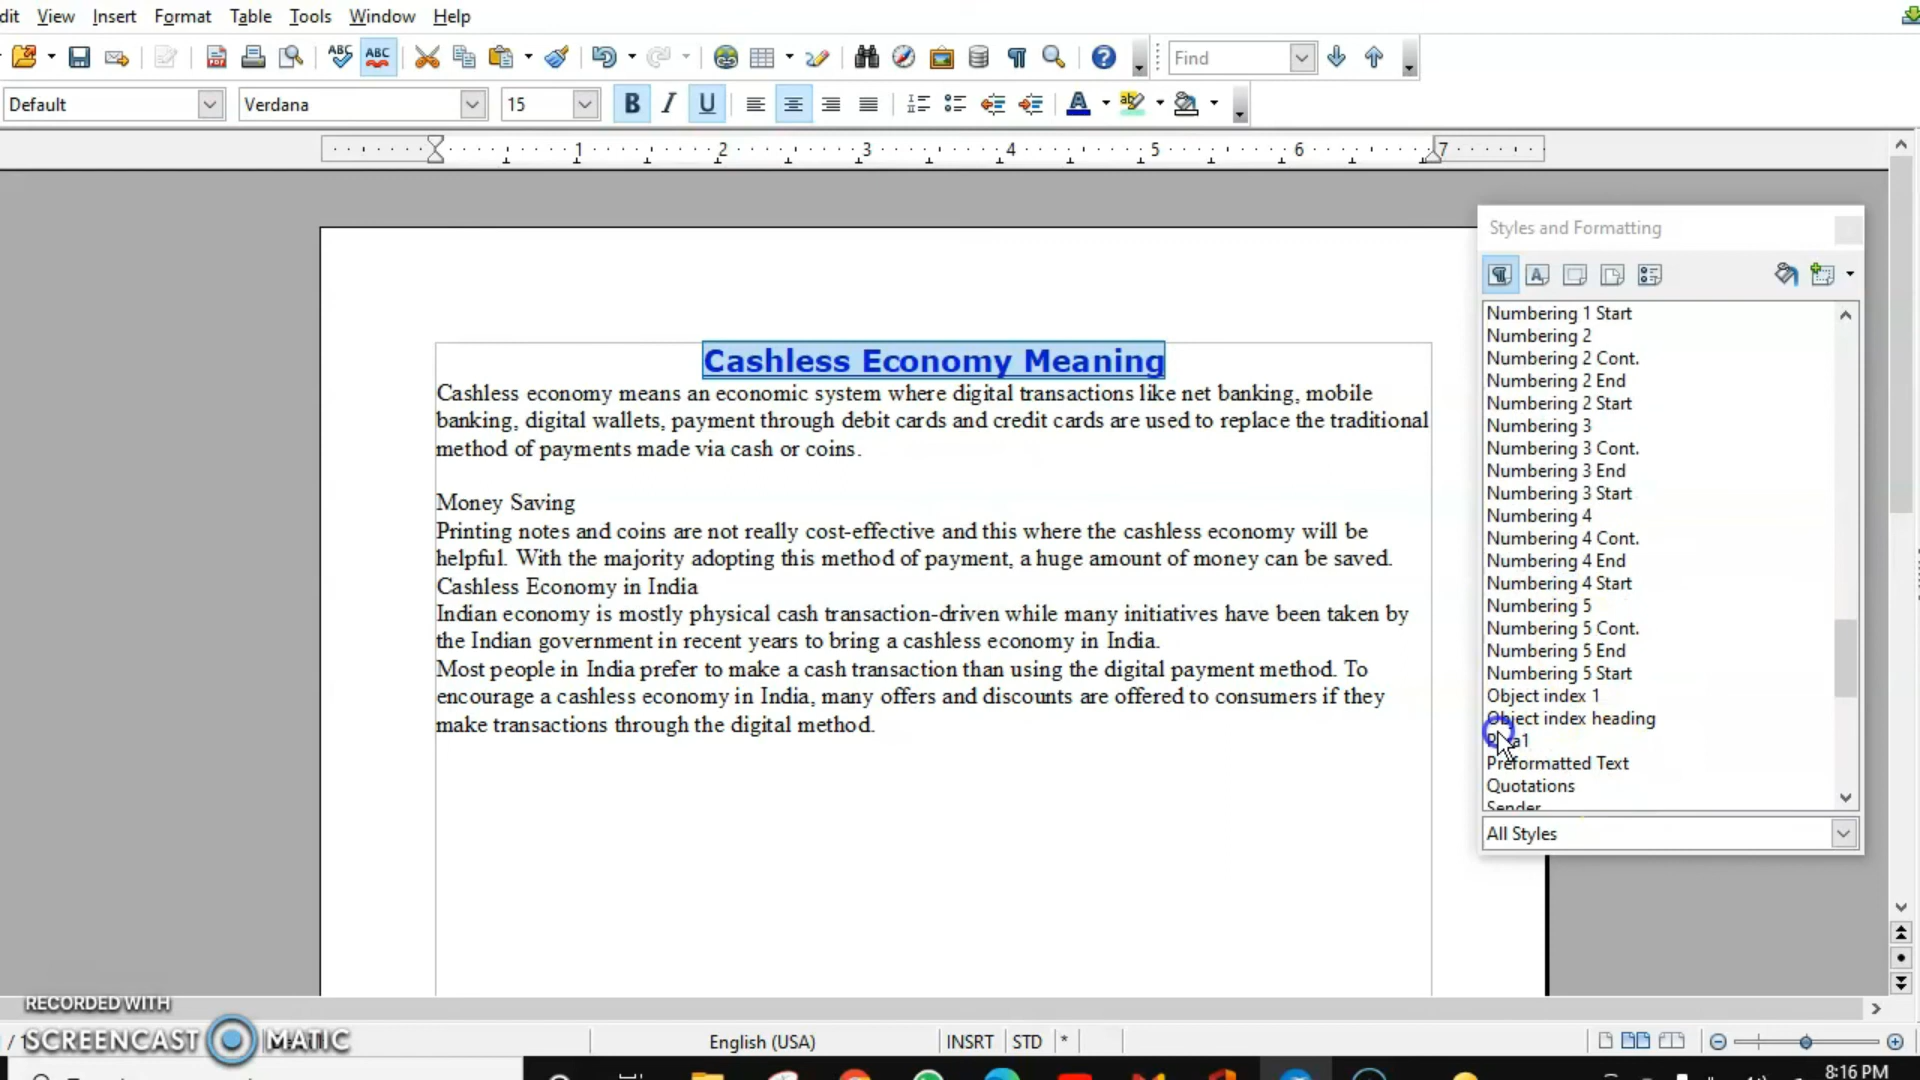 dit View Insert Format Table Tools Window Help
ABC ABC Find
Default Verdana 15 B I U A ab
1 2 3 4 5 6 7
Styles and Formatting
Numbering 1 Start
Numbering 2
Numbering 2 Cont.
Numbering 2 End
Numbering 2 Start
Numbering 3
Numbering 3 Cont.
Numbering 3 End
Numbering 3 Start
Numbering 4
Numbering 4 Cont.
Numbering 4 End
Numbering 4 Start
Numbering 5
Numbering 5 Cont.
Numbering 5 End
Numbering 5 Start
Object index 1
Object index heading
Preformatted Text
Quotations
Sender
All Styles
Cashless Economy Meaning
Cashless economy means an economic system where digital transactions like net banking, mobile
banking, digital wallets, payment through debit cards and credit cards are used to replace the traditional
method of payments made via cash or coins.
Money Saving
Printing notes and coins are not really cost-effective and this where the cashless economy will be
helpful. With the majority adopting this method of payment, a huge amount of money can be saved.
Cashless Economy in India
Indian economy is mostly physical cash transaction-driven while many initiatives have been taken by
the Indian government in recent years to bring a cashless economy in India.
Most people in India prefer to make a cash transaction than using the digital payment method. To
encourage a cashless economy in India, many offers and discounts are offered to consumers if they
make transactions through the digital method.
RECORDED WITH
SCREENCAST MATIC
English (USA) INSRT STD *
8:16 PM